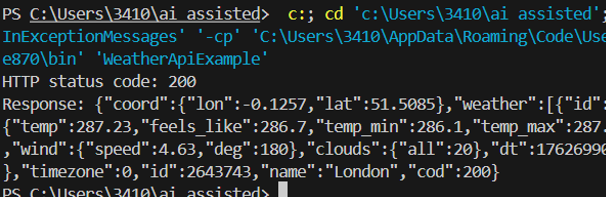 PS C:\Users\3410\ai_assisted>  c:; cd 'c:\Users\3410\ai_assisted';
InExceptionMessages' '-cp' 'C:\Users\3410\AppData\Roaming\Code\Use
e870\bin' 'WeatherApiExample'
HTTP status code: 200
Response: {"coord":{"lon":-0.1257,"lat":51.5085},"weather":[{"id":
{"temp":287.23,"feels_like":286.7,"temp_min":286.1,"temp_max":287.
,"wind":{"speed":4.63,"deg":180},"clouds":{"all":20},"dt":17626990
},"timezone":0,"id":2643743,"name":"London","cod":200}
PS C:\Users\3410\ai_assisted>